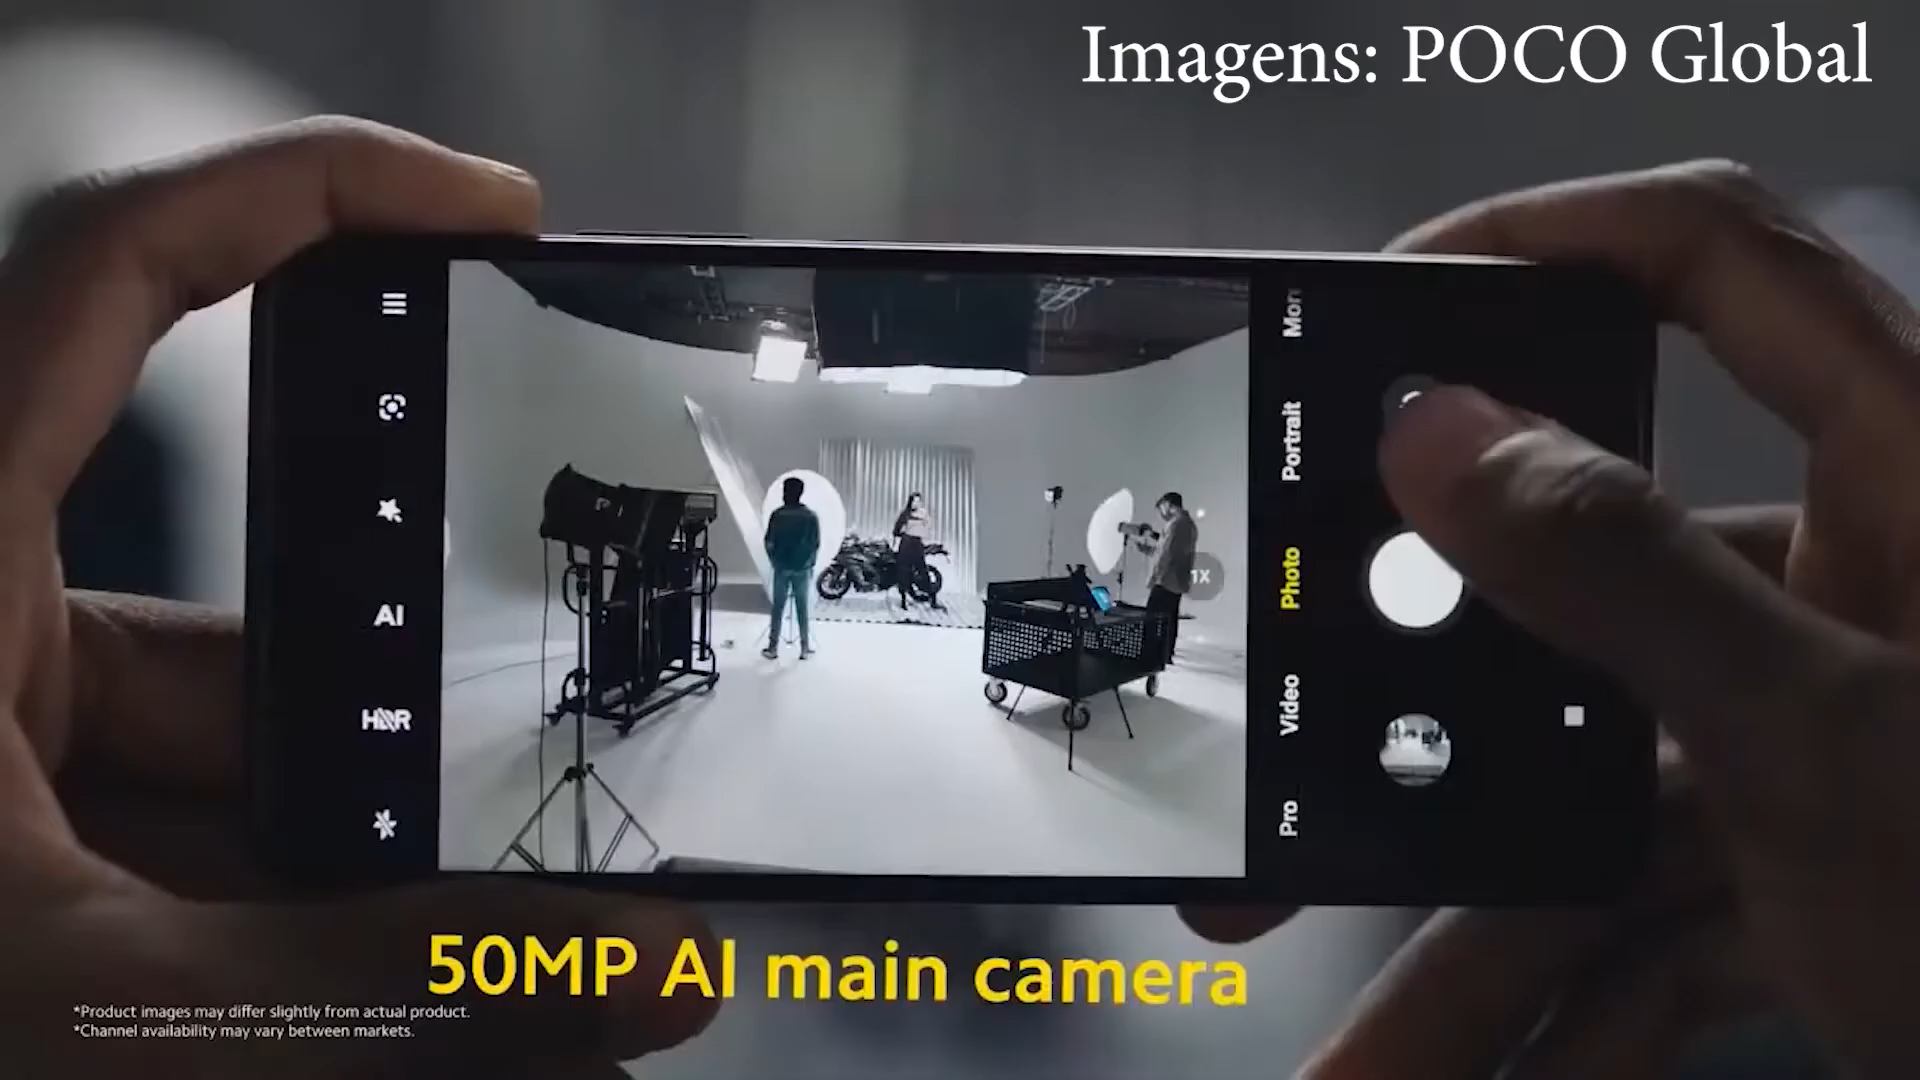 Imagens: POCO Global
Mor
Portrait
Photo
Video
Pro
AI
HDR
1X
50MP AI main camera
*Product images may differ slightly from actual product.
*Channel availability may vary between markets.